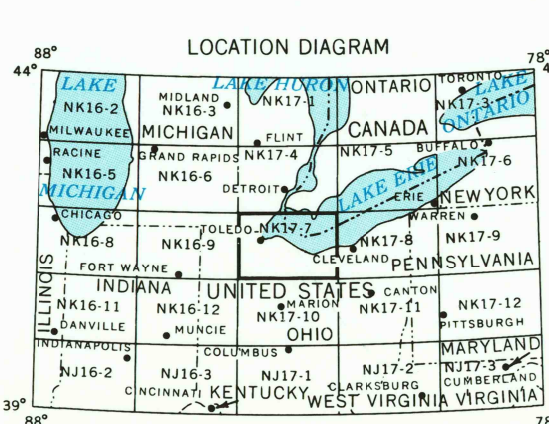 LOCATION DIAGRAM
88°
78°
44°
LAKE
LAKE HURON
ONTARIO
TORONTO
LAKE
NK16-2
MIDLAND
NK16-3
NK17-1
NK17-3
ONTARIO
MILWAUKEE
MICHIGAN
FLINT
CANADA
BUFFALO
RACINE
GRAND RAPIDS
NK17-4
NK17-5
NK17-6
NK16-5
NK16-6
MICHIGAN
DETROIT
LAKE ERIE
ERIE
NEW YORK
CHICAGO
WARREN
TOLEDO
NK17-7
NK16-8
NK16-9
NK17-8
NK17-9
CLEVELAND
PENNSYLVANIA
FORT WAYNE
ILLINOIS
INDIANA
UNITED STATES
CANTON
NK16-11
NK16-12
MARION
NK17-10
NK17-11
NK17-12
DANVILLE
MUNCIE
OHIO
PITTSBURGH
INDIANAPOLIS
COLUMBUS
MARYLAND
NJ16-2
NJ16-3
NJ17-1
NJ17-2
NJ17-3
CUMBERLAND
CINCINNATI
KENTUCKY
CLARKSBURG
WEST VIRGINIA
VIRGINIA
39°
88°
78